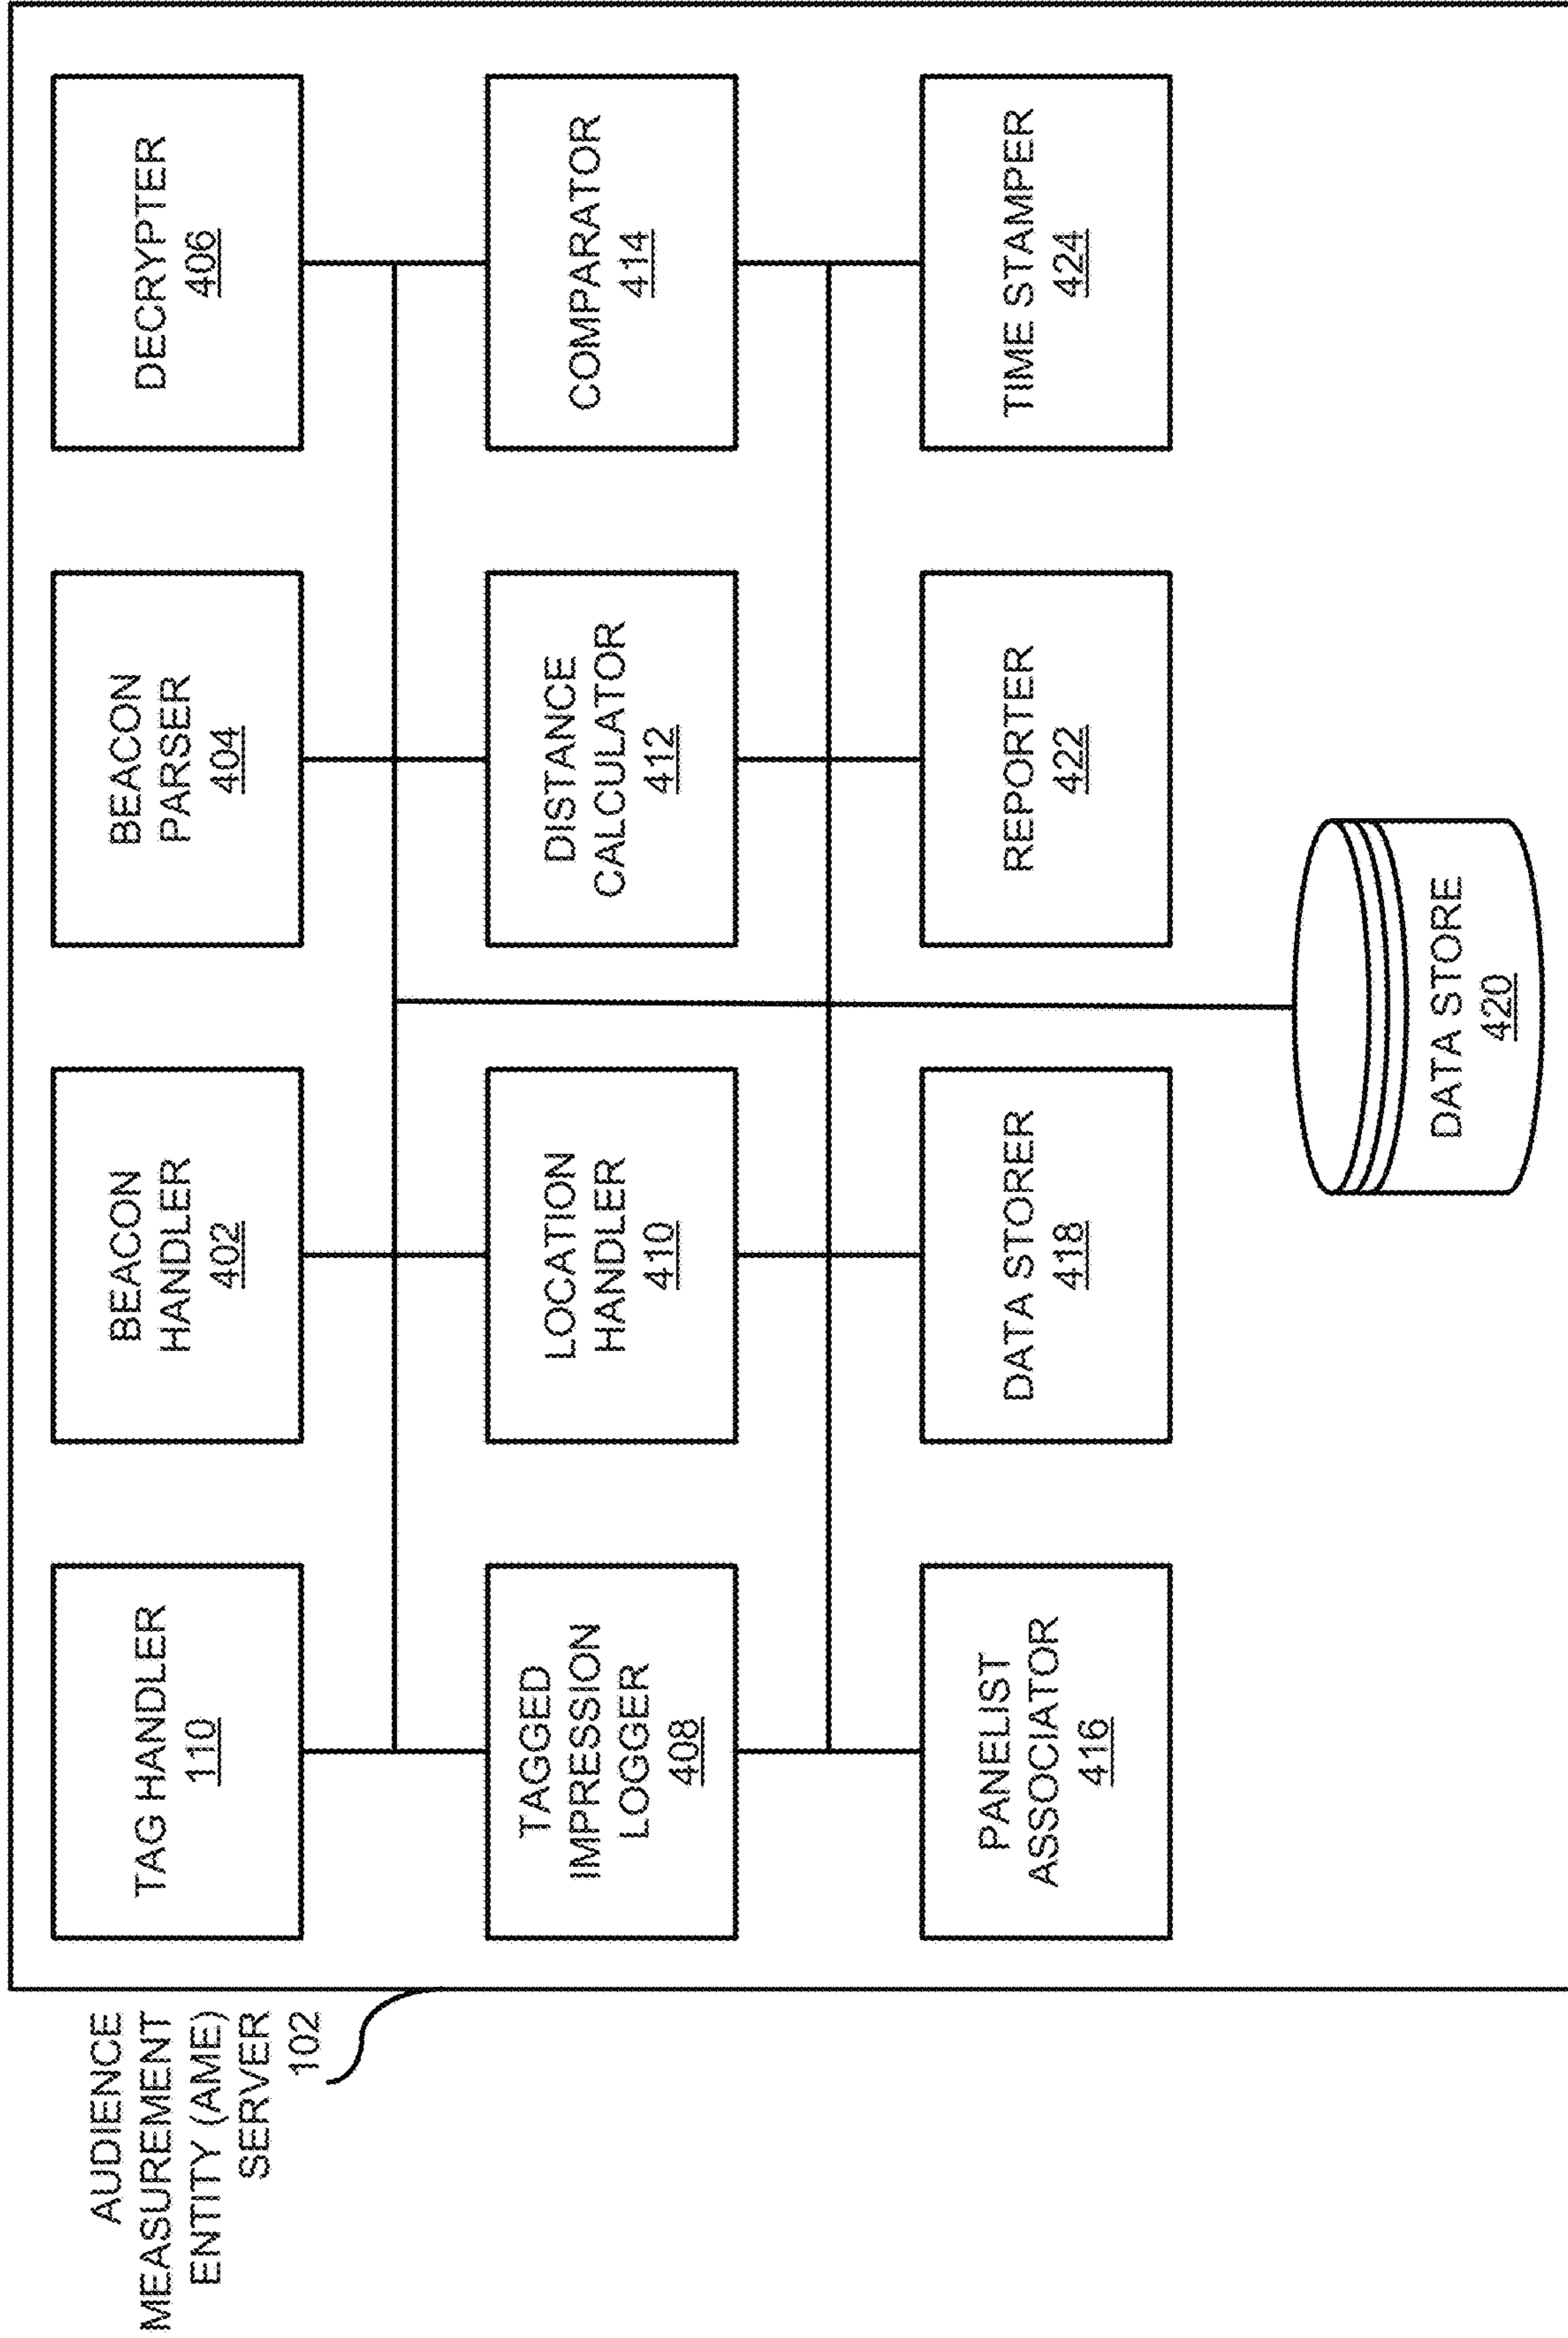 AUDIENCE
MEASUREMENT
ENTITY (AME)
SERVER
102
TAG HANDLER
110
BEACON
HANDLER
402
BEACON
PARSER
404
DECRYPTER
406
TAGGED
IMPRESSION
LOGGER
408
LOCATION
HANDLER
410
DISTANCE
CALCULATOR
412
COMPARATOR
414
PANELIST
ASSOCIATOR
416
DATA STORER
418
REPORTER
422
TIME STAMPER
424
DATA STORE
420